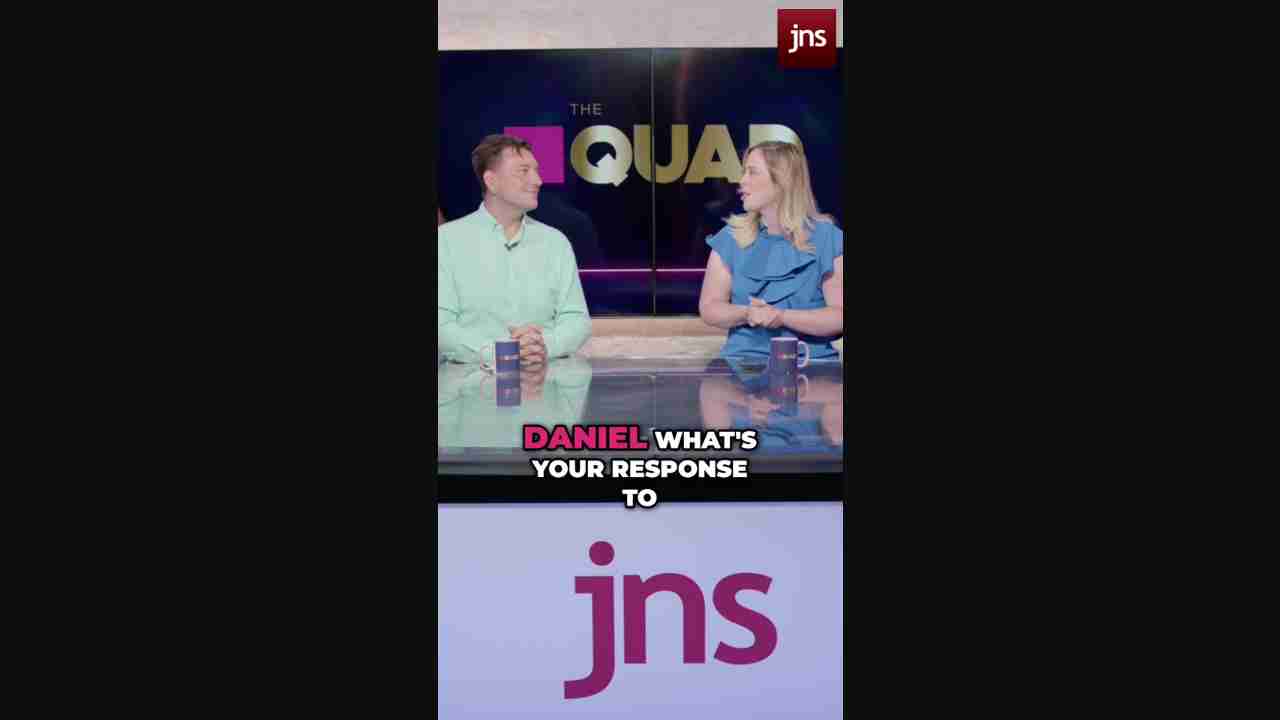 jns
THE
QUAD
DANIEL WHAT'S
YOUR RESPONSE
TO
jns